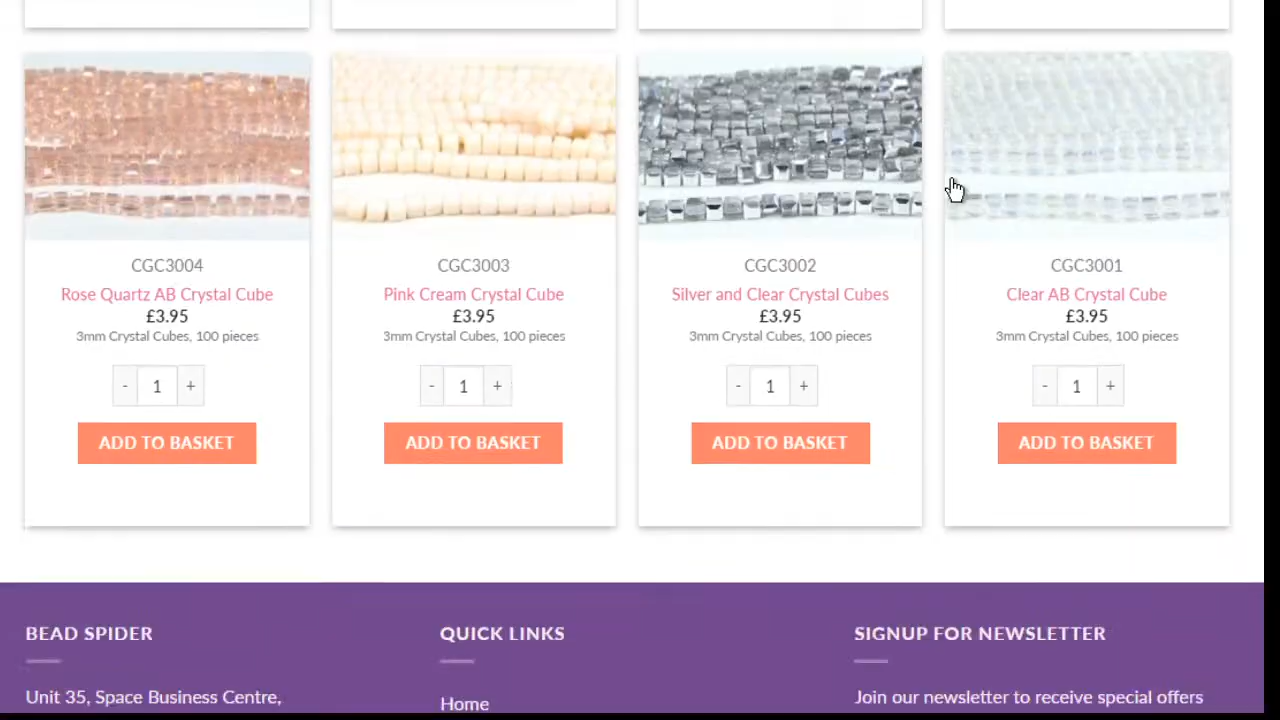 CGC3004
Rose Quartz AB Crystal Cube
£3.95
3mm Crystal Cubes, 100 pieces
- 1 +
ADD TO BASKET
CGC3003
Pink Cream Crystal Cube
£3.95
3mm Crystal Cubes, 100 pieces
- 1 +
ADD TO BASKET
CGC3002
Silver and Clear Crystal Cubes
£3.95
3mm Crystal Cubes, 100 pieces
- 1 +
ADD TO BASKET
CGC3001
Clear AB Crystal Cube
£3.95
3mm Crystal Cubes, 100 pieces
- 1 +
ADD TO BASKET
BEAD SPIDER
Unit 35, Space Business Centre,
QUICK LINKS
Home
SIGNUP FOR NEWSLETTER
Join our newsletter to receive special offers